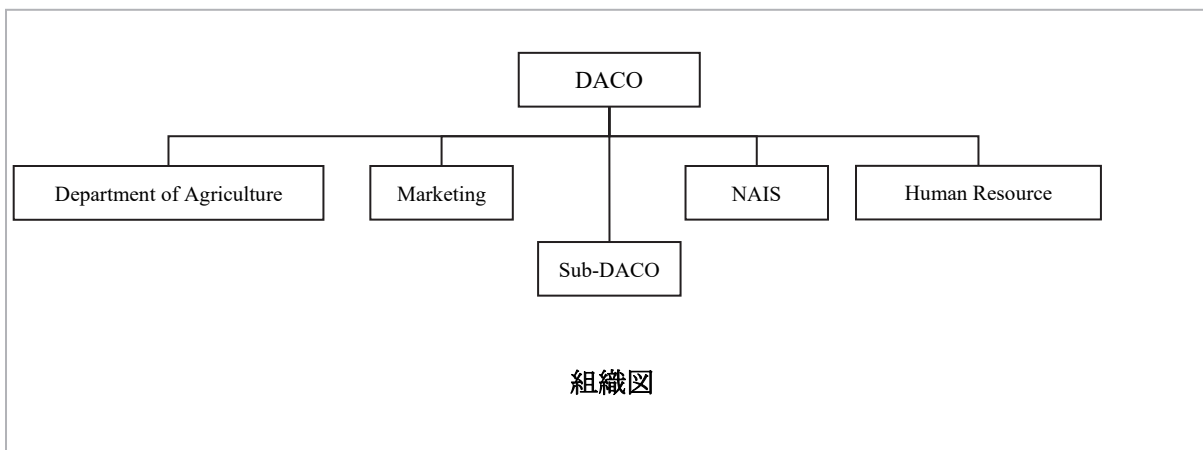 DACO
Department of Agriculture
Marketing
NAIS
Human Resource
Sub-DACO
組織図